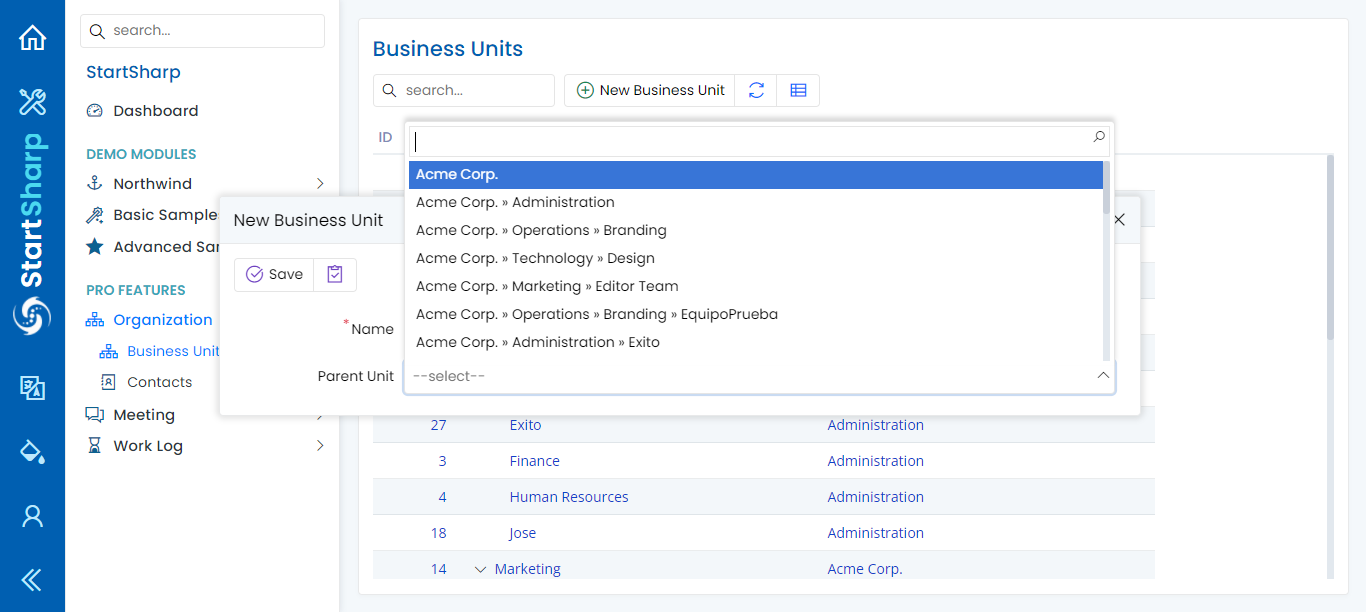 StartSharp
search...
StartSharp
Dashboard
DEMO MODULES
Northwind
Basic Sample
Advanced Sar
PRO FEATURES
Organization
Business Unit
Contacts
Meeting
Work Log
Business Units
search...
New Business Unit
ID
New Business Unit
Save
*Name
Parent Unit
Acme Corp.
Acme Corp. » Administration
Acme Corp. » Operations » Branding
Acme Corp. » Technology » Design
Acme Corp. » Marketing » Editor Team
Acme Corp. » Operations » Branding » EquipoPrueba
Acme Corp. » Administration » Exito
--select--
27 Exito Administration
3 Finance Administration
4 Human Resources Administration
18 Jose Administration
14 Marketing Acme Corp.